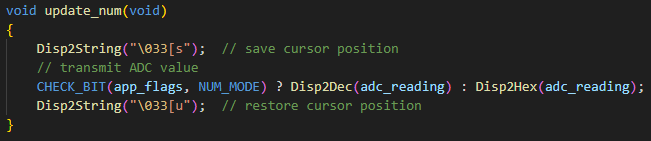 void update_num(void)
{
    Disp2String("\033[s");  // save cursor position
    // transmit ADC value
    CHECK_BIT(app_flags, NUM_MODE) ? Disp2Dec(adc_reading) : Disp2Hex(adc_reading);
    Disp2String("\033[u");  // restore cursor position
}